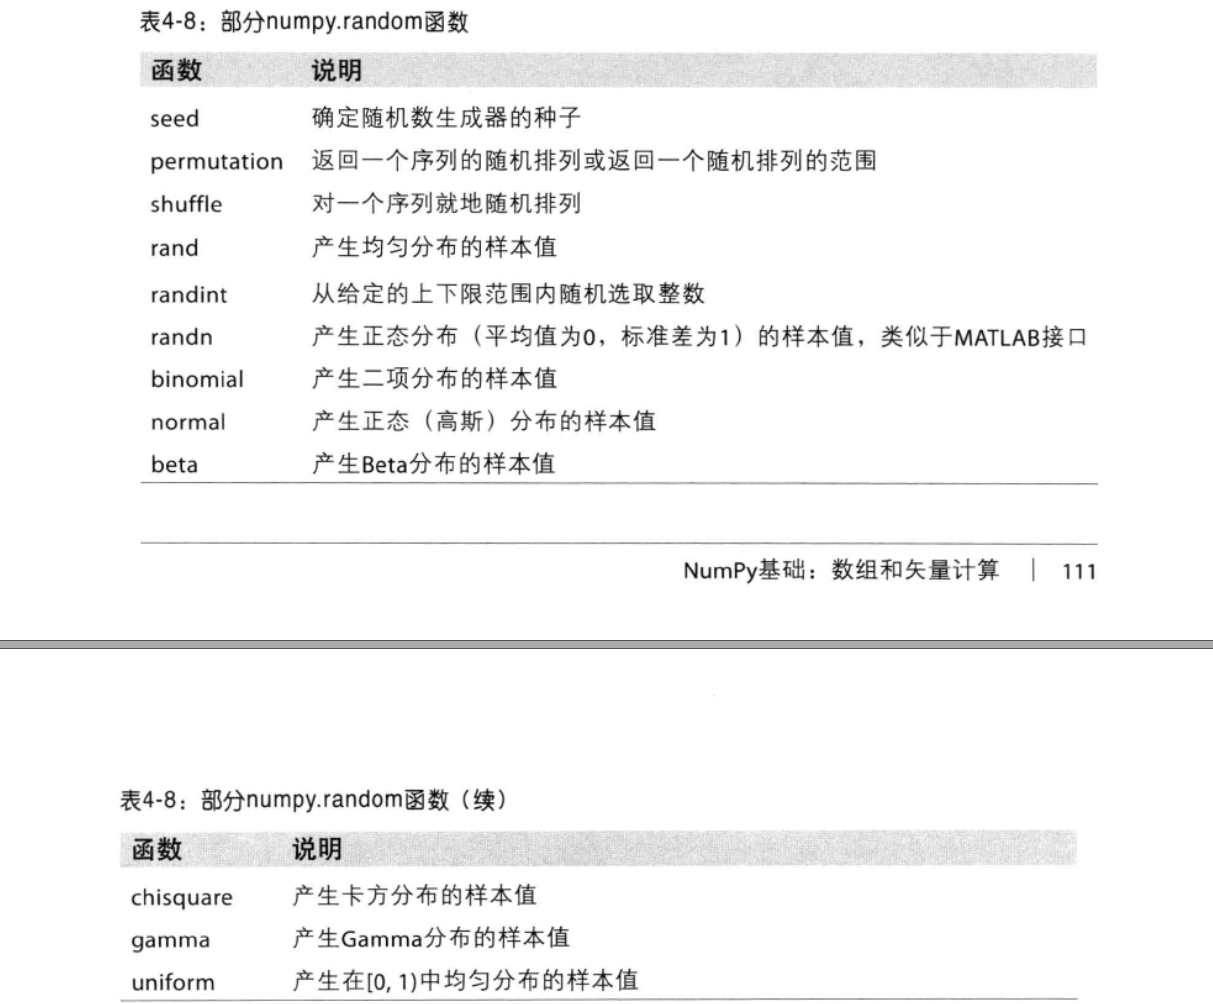 表4-8：部分numpy.random函数
函数 说明
seed 确定随机数生成器的种子
permutation 返回一个序列的随机排列或返回一个随机排列的范围
shuffle 对一个序列就地随机排列
rand 产生均匀分布的样本值
randint 从给定的上下限范围内随机选取整数
randn 产生正态分布（平均值为0，标准差为1）的样本值，类似于MATLAB接口
binomial 产生二项分布的样本值
normal 产生正态（高斯）分布的样本值
beta 产生Beta分布的样本值
NumPy基础：数组和矢量计算 | 111
表4-8：部分numpy.random函数（续）
函数 说明
chisquare 产生卡方分布的样本值
gamma 产生Gamma分布的样本值
uniform 产生在[0, 1)中均匀分布的样本值